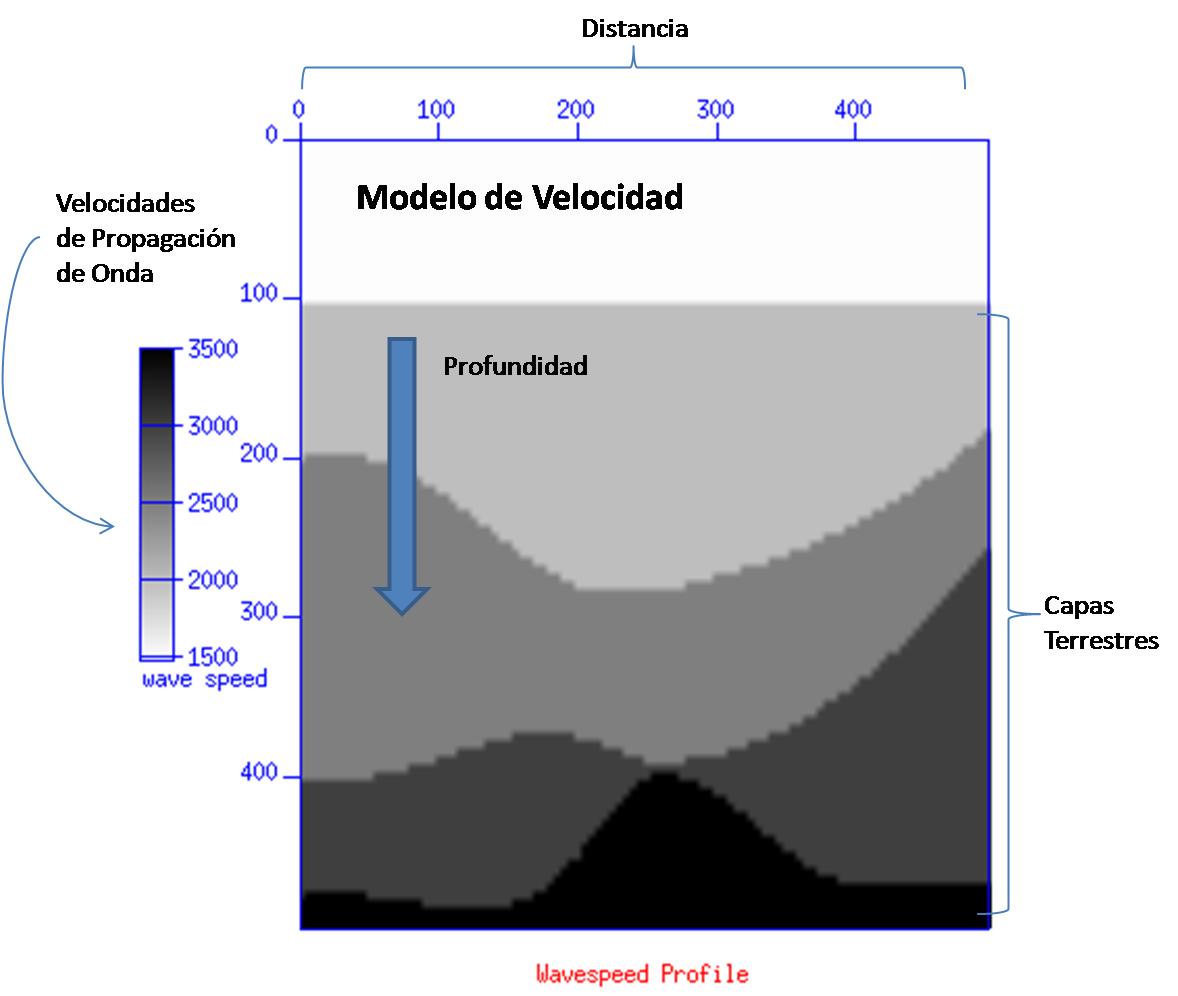 Distancia
0 100 200 300 400
0
Modelo de Velocidad
Velocidades
de Propagación
de Onda
100
Profundidad
3500
3000
200
2500
2000
300
1500
wave speed
Capas
Terrestres
400
Wavespeed Profile